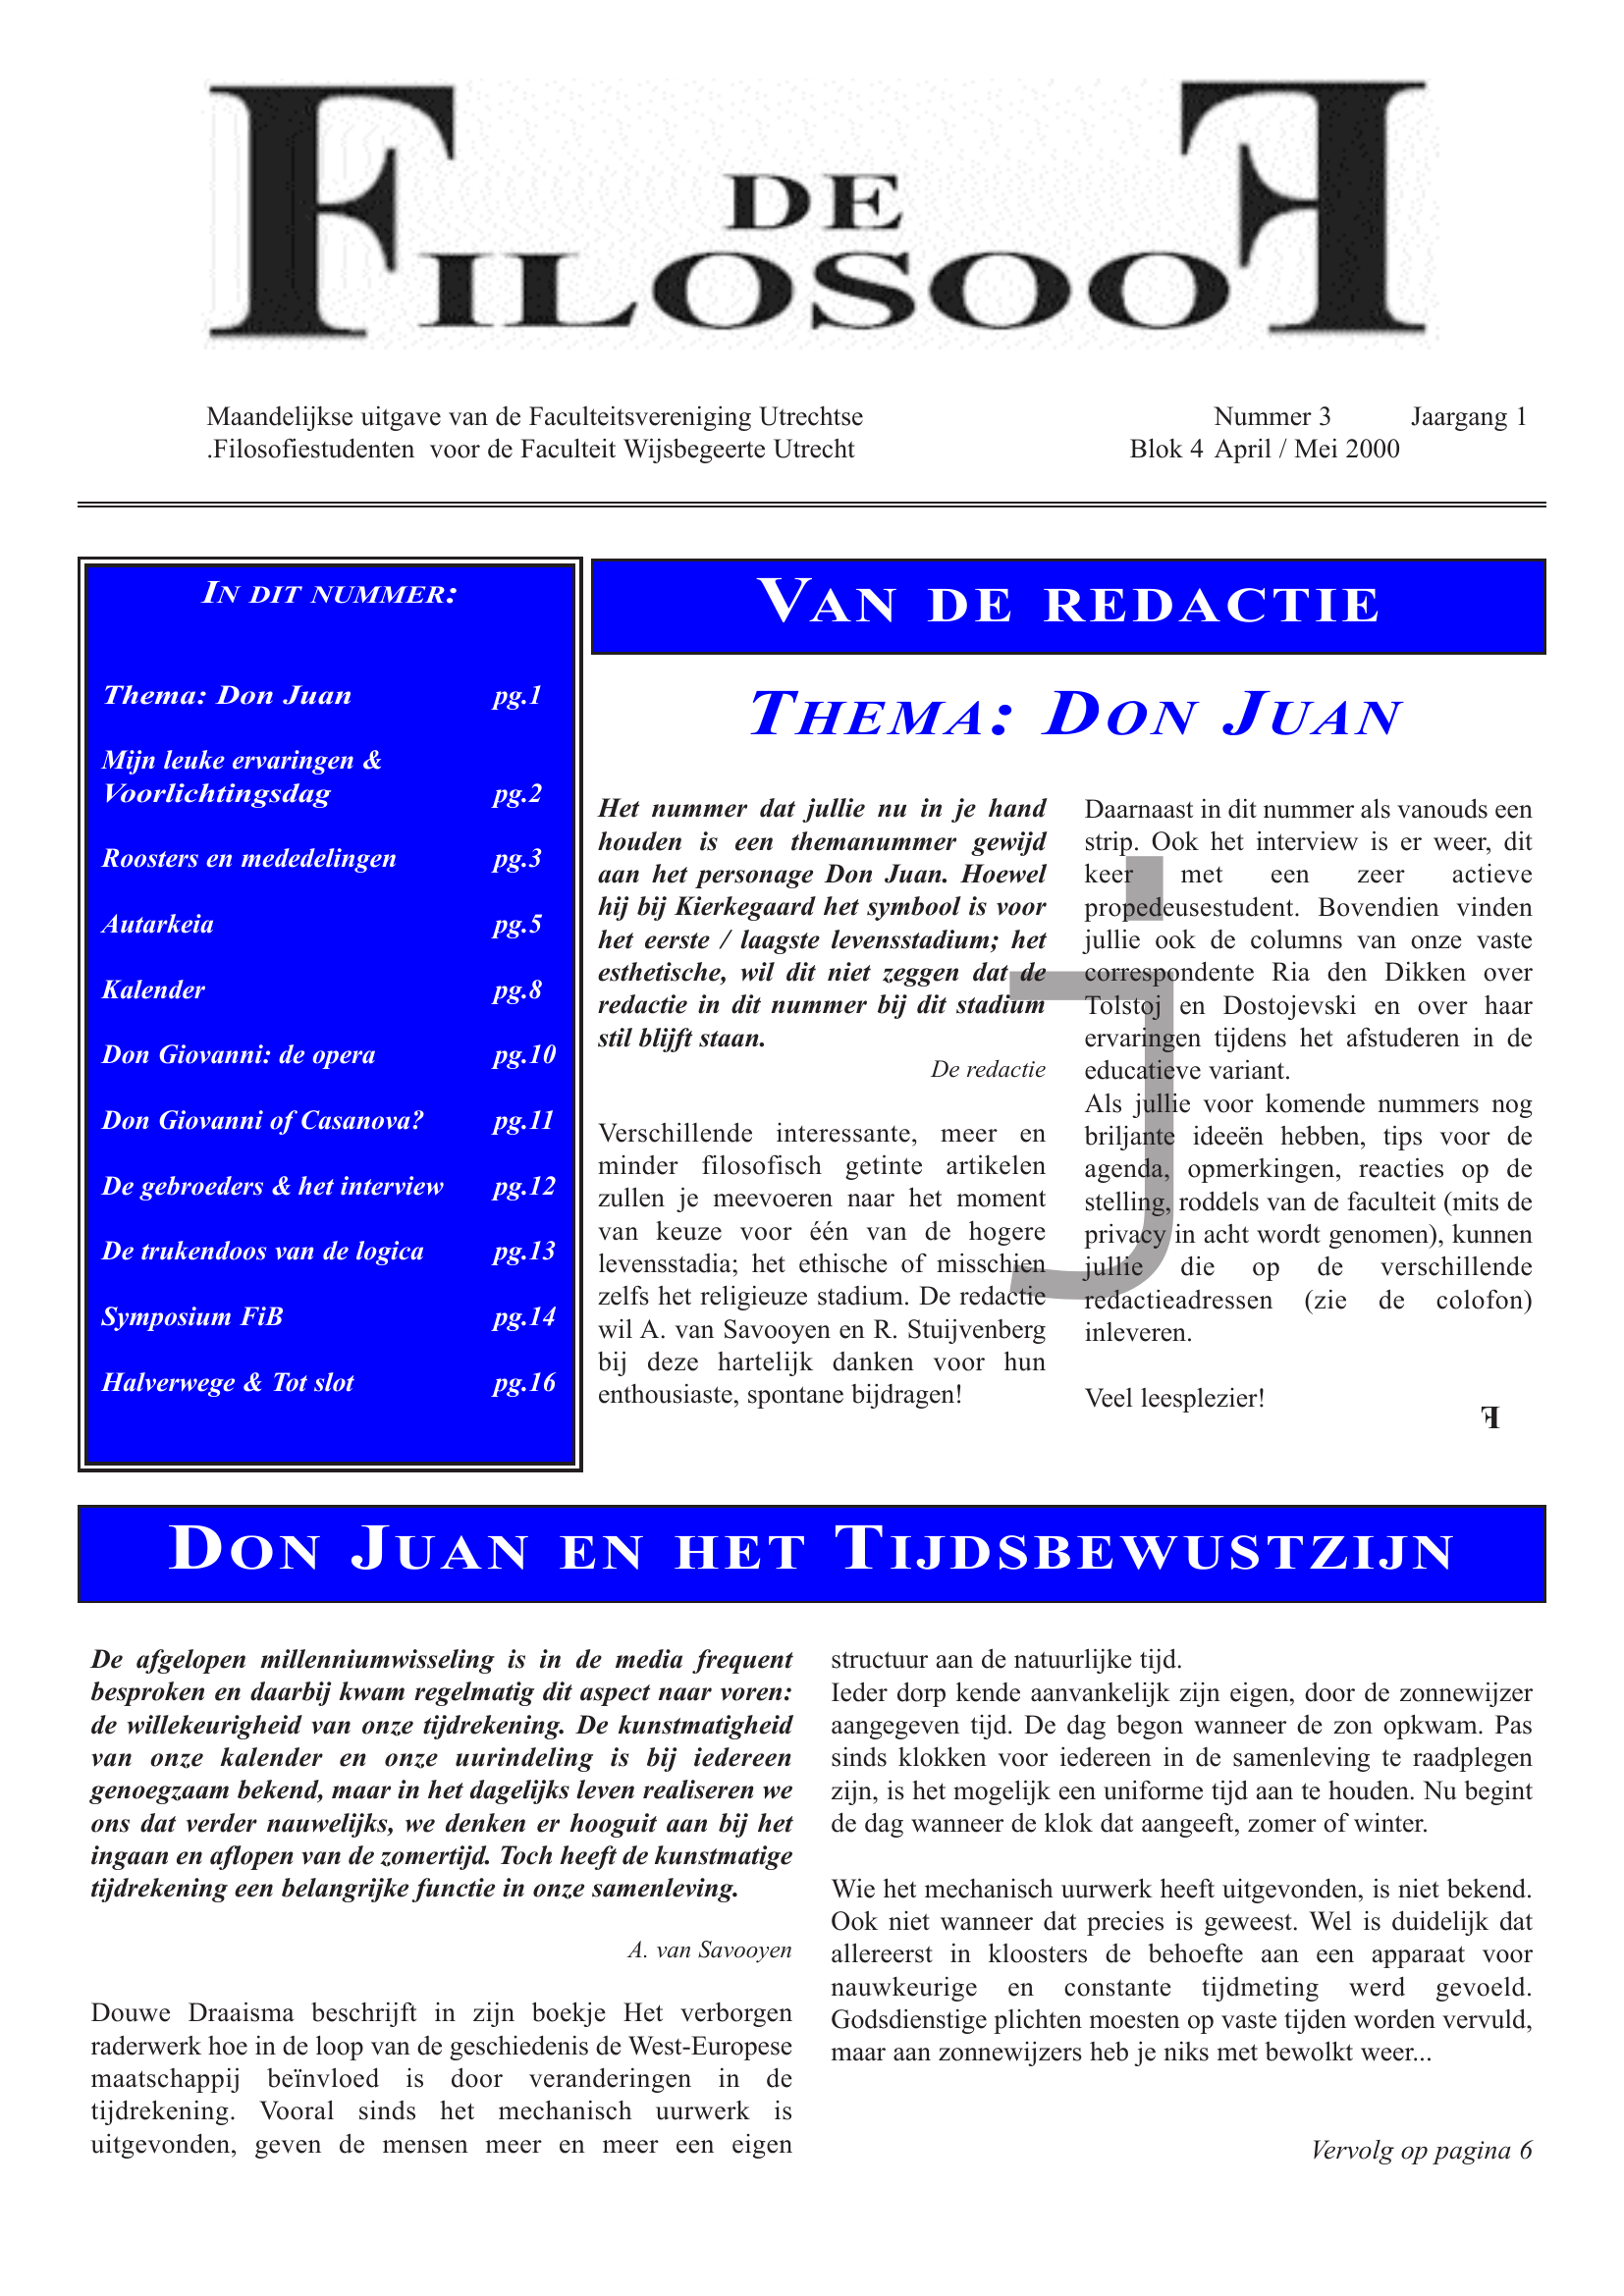 DE
FILOSOOF
Maandelijkse uitgave van de Faculteitsvereniging Utrechtse
.Filosofiestudenten voor de Faculteit Wijsbegeerte Utrecht
Nummer 3 Jaargang 1
Blok 4 April / Mei 2000
IN DIT NUMMER:
Thema: Don Juan pg.1
Mijn leuke ervaringen &
Voorlichtingsdag pg.2
Roosters en mededelingen pg.3
Autarkeia pg.5
Kalender pg.8
Don Giovanni: de opera pg.10
Don Giovanni of Casanova? pg.11
De gebroeders & het interview pg.12
De trukendoos van de logica pg.13
Symposium FiB pg.14
Halverwege & Tot slot pg.16
VAN DE REDACTIE
THEMA: DON JUAN
Het nummer dat jullie nu in je hand
houden is een themanummer gewijd
aan het personage Don Juan. Hoewel
hij bij Kierkegaard het symbool is voor
het eerste / laagste levensstadium; het
esthetische, wil dit niet zeggen dat de
redactie in dit nummer bij dit stadium
stil blijft staan.
De redactie
Verschillende interessante, meer en
minder filosofisch getinte artikelen
zullen je meevoeren naar het moment
van keuze voor één van de hogere
levensstadia; het ethische of misschien
zelfs het religieuze stadium. De redactie
wil A. van Savooyen en R. Stuijvenberg
bij deze hartelijk danken voor hun
enthousiaste, spontane bijdragen!
Daarnaast in dit nummer als vanouds een
strip. Ook het interview is er weer, dit
keer met een zeer actieve
propedeusestudent. Bovendien vinden
jullie ook de columns van onze vaste
correspondente Ria den Dikken over
Tolstoj en Dostojevski en over haar
ervaringen tijdens het afstuderen in de
educatieve variant.
Als jullie voor komende nummers nog
briljante ideeën hebben, tips voor de
agenda, opmerkingen, reacties op de
stelling, roddels van de faculteit (mits de
privacy in acht wordt genomen), kunnen
jullie die op de verschillende
redactieadressen (zie de colofon)
inleveren.
Veel leesplezier!
F
j
DON JUAN EN HET TIJDSBEWUSTZIJN
De afgelopen millenniumwisseling is in de media frequent
besproken en daarbij kwam regelmatig dit aspect naar voren:
de willekeurigheid van onze tijdrekening. De kunstmatigheid
van onze kalender en onze uurindeling is bij iedereen
genoegzaam bekend, maar in het dagelijks leven realiseren we
ons dat verder nauwelijks, we denken er hooguit aan bij het
ingaan en aflopen van de zomertijd. Toch heeft de kunstmatige
tijdrekening een belangrijke functie in onze samenleving.
A. van Savooyen
Douwe Draaisma beschrijft in zijn boekje Het verborgen
raderwerk hoe in de loop van de geschiedenis de West-Europese
maatschappij beïnvloed is door veranderingen in de
tijdrekening. Vooral sinds het mechanisch uurwerk is
uitgevonden, geven de mensen meer en meer een eigen
structuur aan de natuurlijke tijd.
Ieder dorp kende aanvankelijk zijn eigen, door de zonnewijzer
aangegeven tijd. De dag begon wanneer de zon opkwam. Pas
sinds klokken voor iedereen in de samenleving te raadplegen
zijn, is het mogelijk een uniforme tijd aan te houden. Nu begint
de dag wanneer de klok dat aangeeft, zomer of winter.
Wie het mechanisch uurwerk heeft uitgevonden, is niet bekend.
Ook niet wanneer dat precies is geweest. Wel is duidelijk dat
allereerst in kloosters de behoefte aan een apparaat voor
nauwkeurige en constante tijdmeting werd gevoeld.
Godsdienstige plichten moesten op vaste tijden worden vervuld,
maar aan zonnewijzers heb je niks met bewolkt weer...
Vervolg op pagina 6